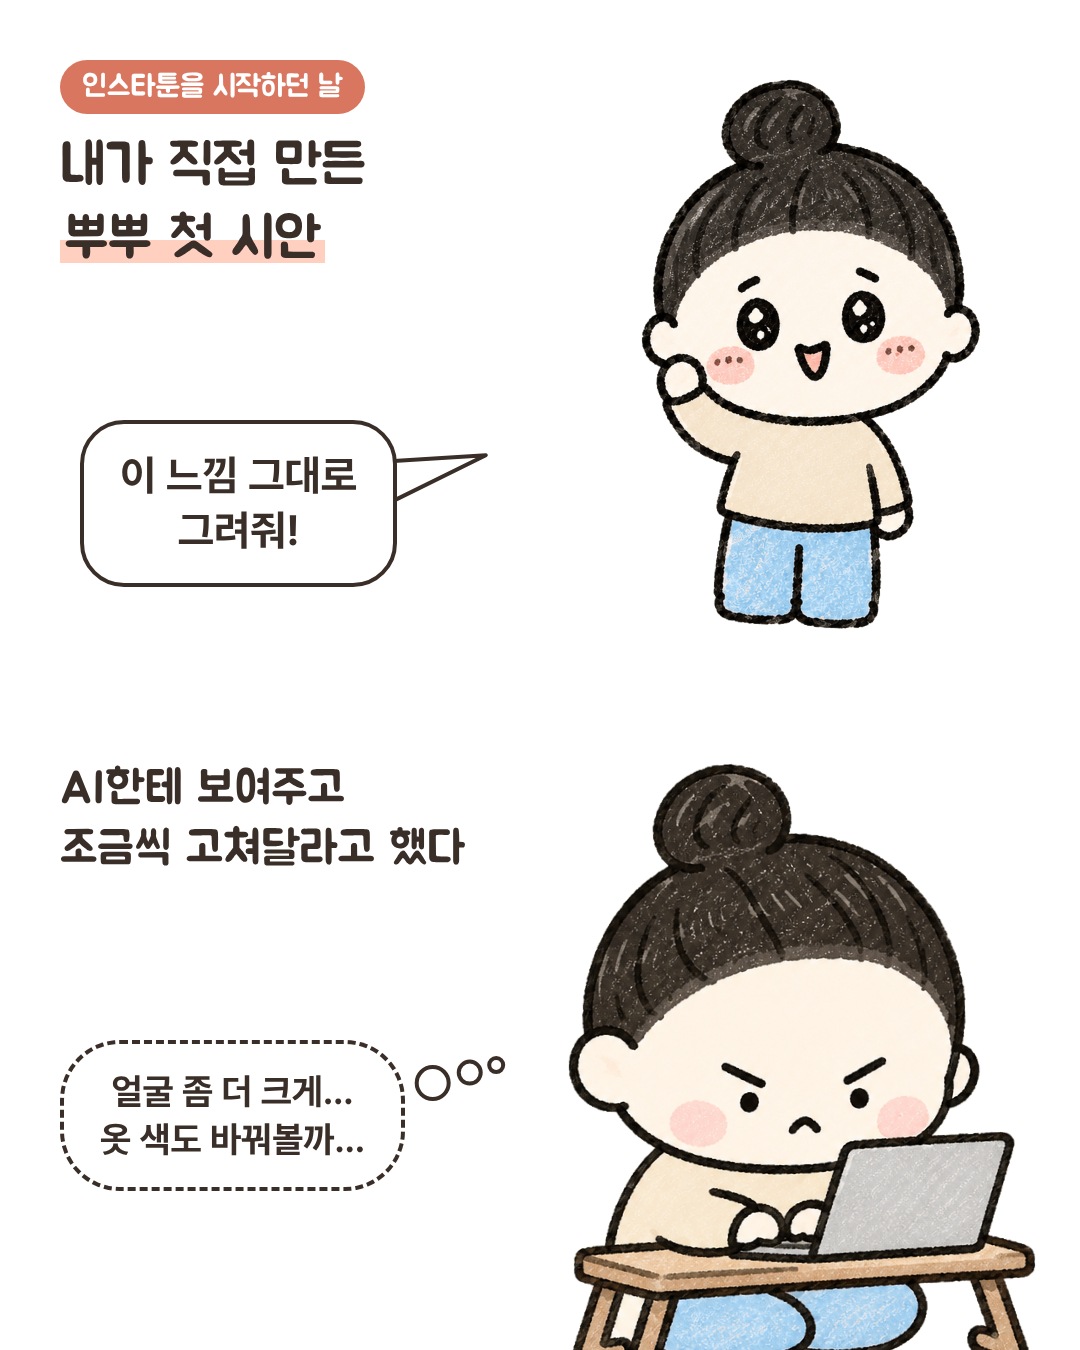 인스타툰을 시작하던 날
내가 직접 만든
뿌뿌 첫 시안
이 느낌 그대로
그려줘!
AI한테 보여주고
조금씩 고쳐달라고 했다
얼굴 좀 더 크게...
옷 색도 바꿔볼까...